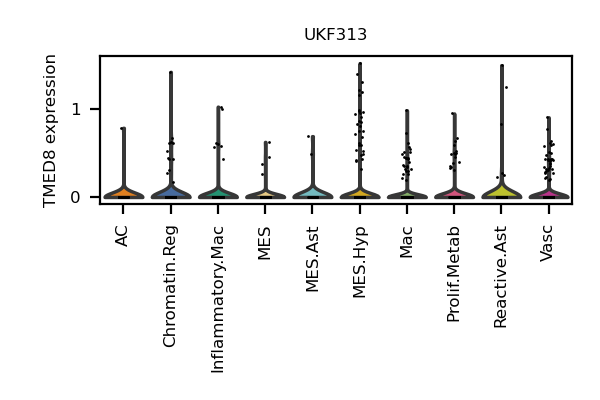 UKF313
TMED8 expression
1
0
AC
Chromatin.Reg
Inflammatory.Mac
MES
MES.Ast
MES.Hyp
Mac
Prolif.Metab
Reactive.Ast
Vasc